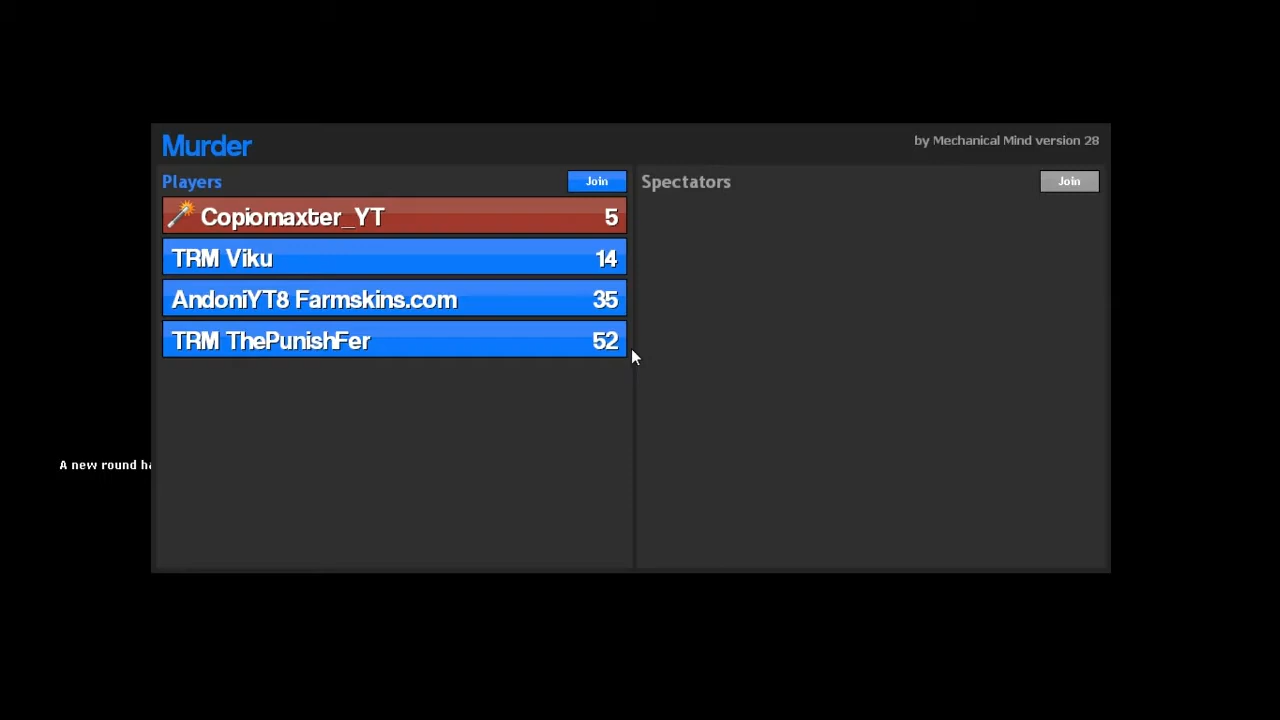 Murder
by Mechanical Mind version 28
Players
Join
Spectators
Join
Copiomaxter_YT 5
TRM Viku 14
AndoniYT8 Farmskins.com 35
TRM ThePunishFer 52
A new round ha